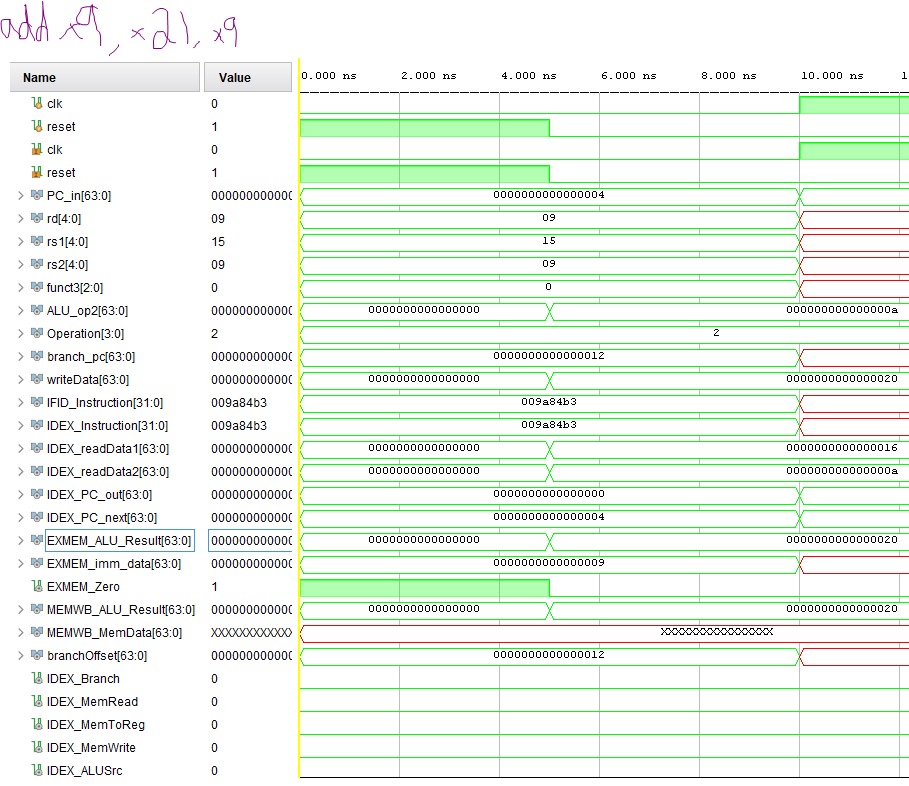 add x9, x21, x9
Name Value 0.000 ns 2.000 ns 4.000 ns 6.000 ns 8.000 ns 10.000 ns 1
clk 0
reset 1
clk 0
reset 1
PC_in[63:0] 000000000000 0000000000000004
rd[4:0] 09 09
rs1[4:0] 15 15
rs2[4:0] 09 09
funct3[2:0] 0 0
ALU_op2[63:0] 000000000000 0000000000000000 000000000000000a
Operation[3:0] 2 2
branch_pc[63:0] 000000000000 0000000000000012
writeData[63:0] 000000000000 0000000000000000 0000000000000020
IFID_Instruction[31:0] 009a84b3 009a84b3
IDEX_Instruction[31:0] 009a84b3 009a84b3
IDEX_readData1[63:0] 000000000000 0000000000000000 0000000000000016
IDEX_readData2[63:0] 000000000000 0000000000000000 000000000000000a
IDEX_PC_out[63:0] 000000000000 0000000000000000
IDEX_PC_next[63:0] 000000000000 0000000000000004
EXMEM_ALU_Result[63:0] 000000000000 0000000000000000 0000000000000020
EXMEM_imm_data[63:0] 000000000000 0000000000000009
EXMEM_Zero 1
MEMWB_ALU_Result[63:0] 000000000000 0000000000000000 0000000000000020
MEMWB_MemData[63:0] XXXXXXXXXXXX XXXXXXXXXXXXXXXX
branchOffset[63:0] 000000000000 0000000000000012
IDEX_Branch 0
IDEX_MemRead 0
IDEX_MemToReg 0
IDEX_MemWrite 0
IDEX_ALUSrc 0